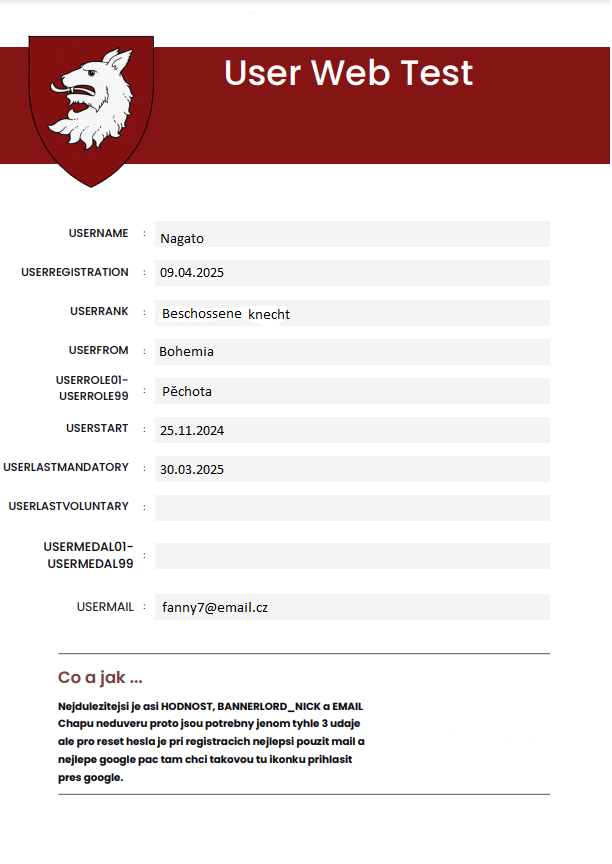 User Web Test
USERNAME : Nagato
USERREGISTRATION : 09.04.2025
USERRANK : Beschossene knecht
USERFROM : Bohemia
USERROLE01-
USERROLE99 : Pěchota
USERSTART : 25.11.2024
USERLASTMANDATORY : 30.03.2025
USERLASTVOLUNTARY :
USERMEDAL01-
USERMEDAL99 :
USERMAIL : fanny7@email.cz
Co a jak ...
Nejdulezitejsi je asi HODNOST, BANNERLORD_NICK a EMAIL
Chapu neduveru proto jsou potrebny jenom tyhle 3 udaje
ale pro reset hesla je pri registracich nejlepsi pouzit mail a
nejlepe google pac tam chci takovou tu ikonku prihlasit
pres google.